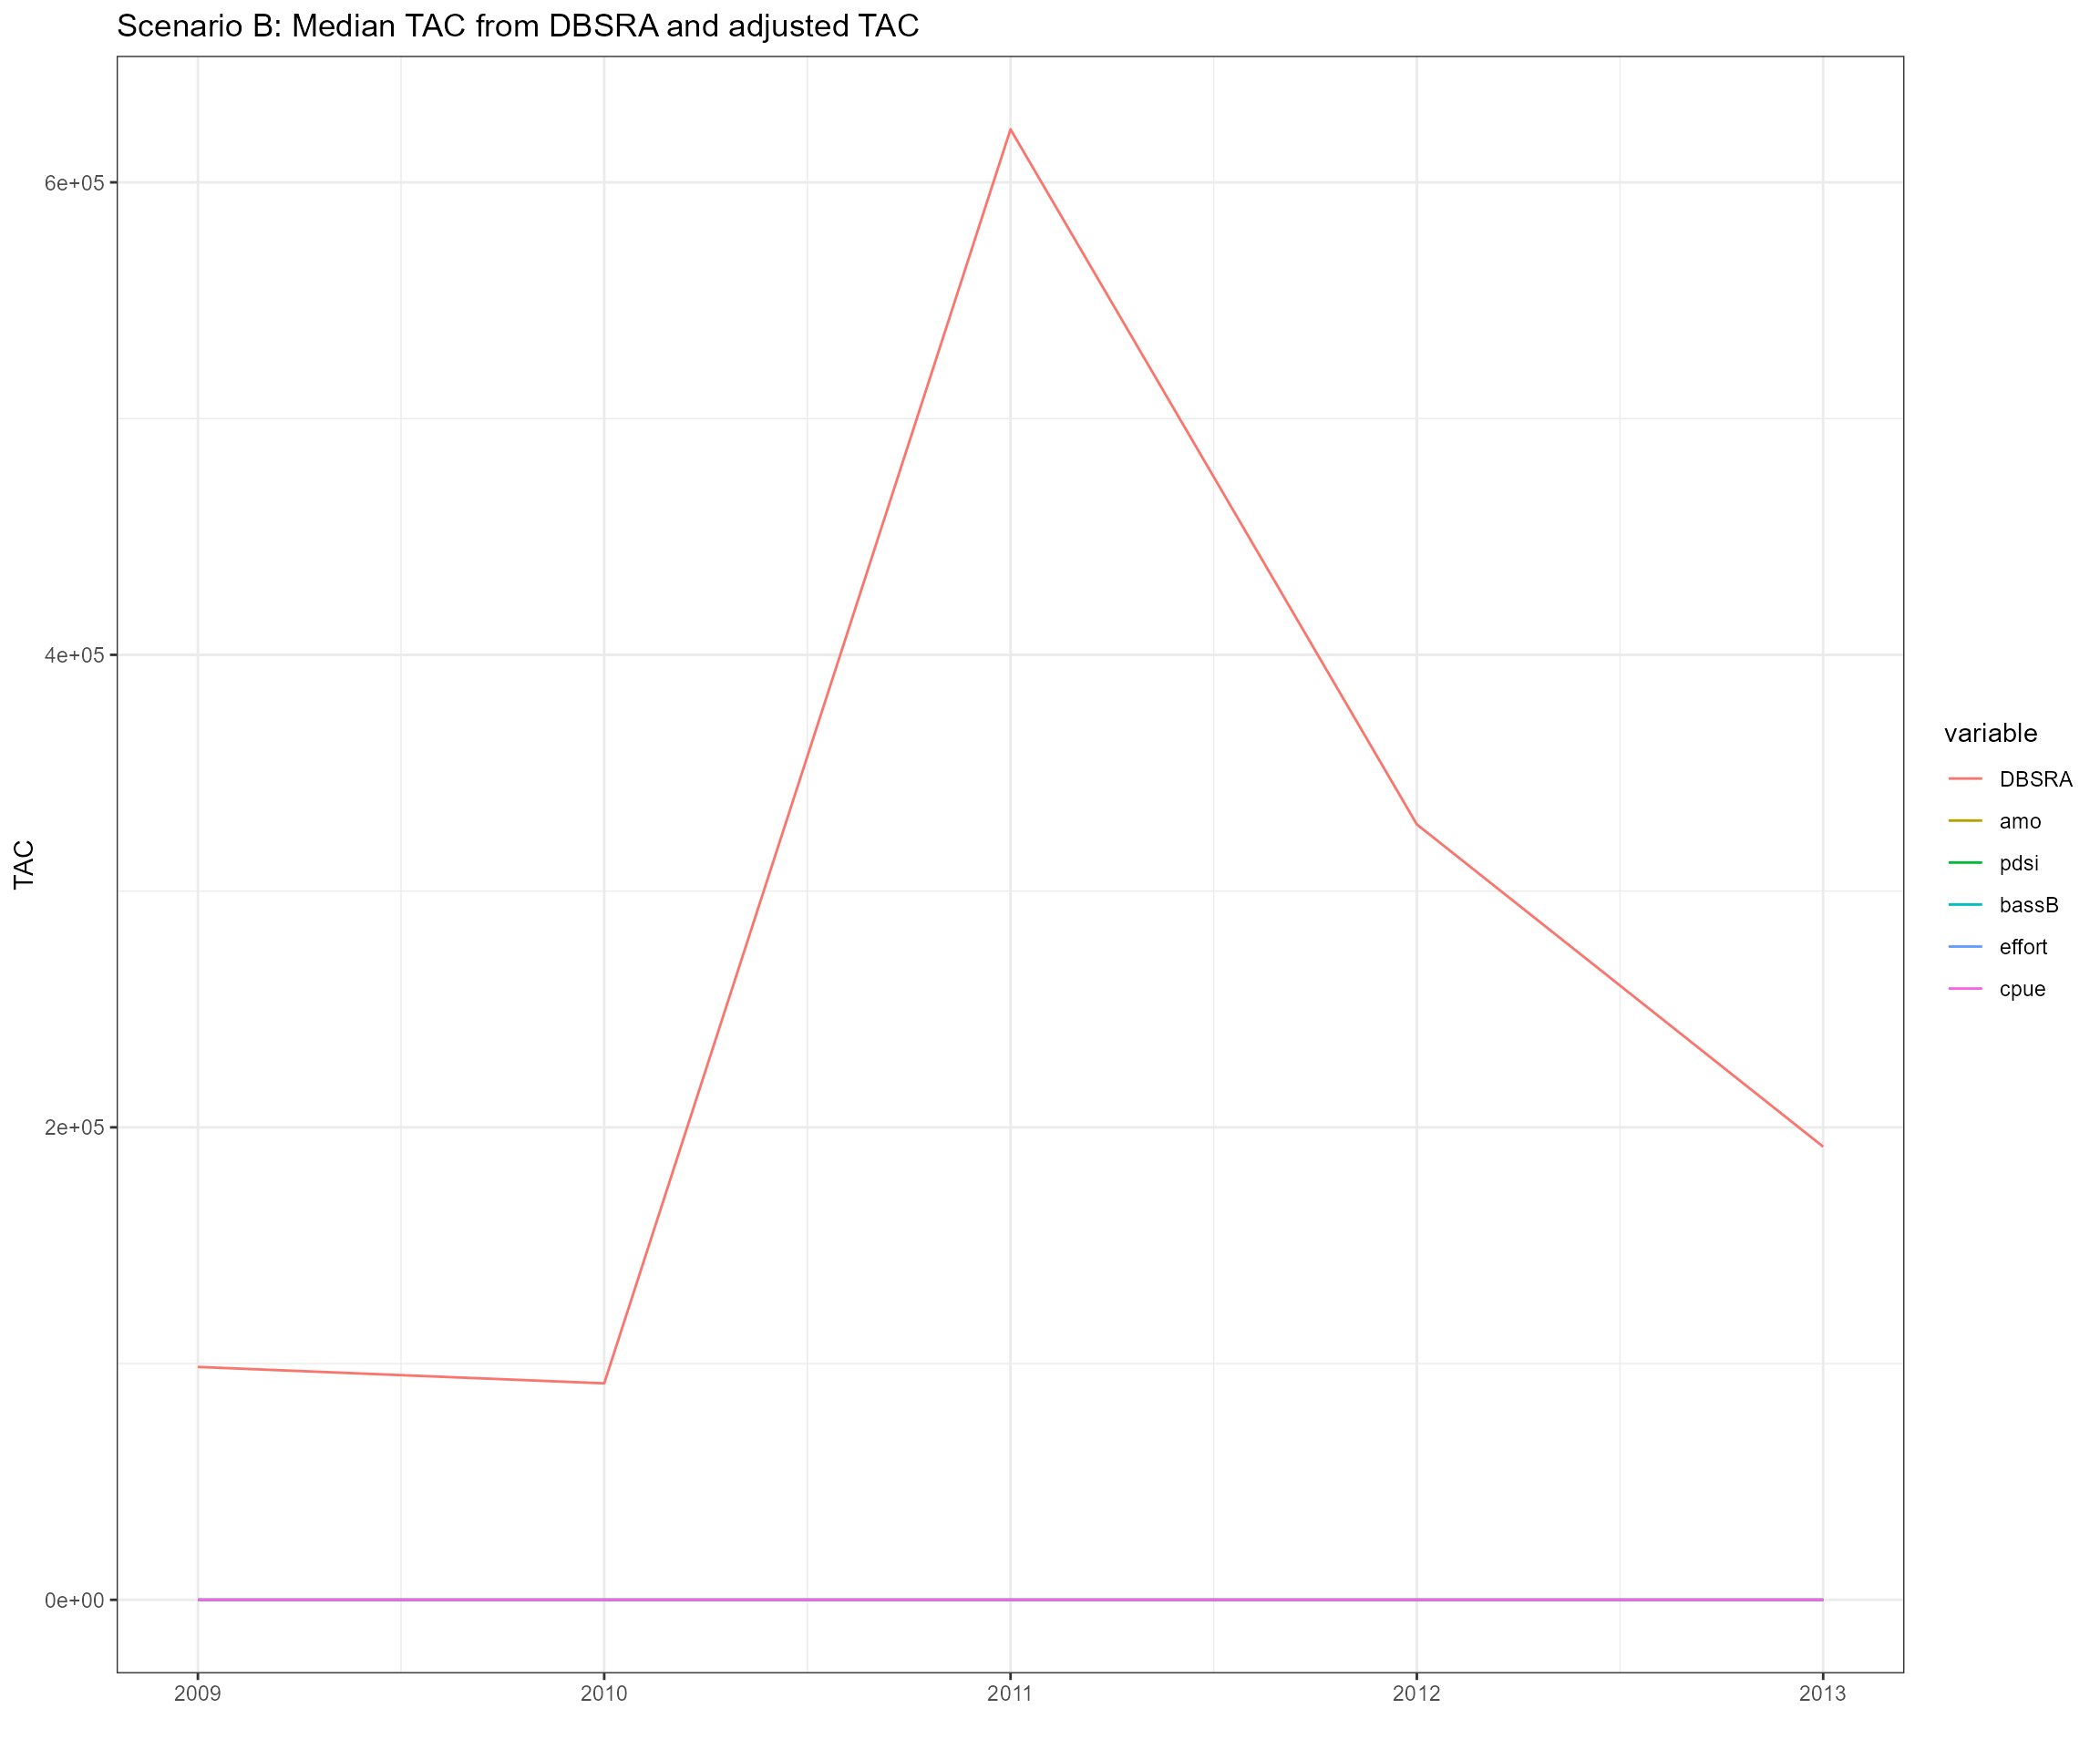 Scenario B: Median TAC from DBSRA and adjusted TAC
6e+05
4e+05
2e+05
0e+00
TAC
2009 2010 2011 2012 2013
variable
DBSRA
amo
pdsi
bassB
effort
cpue